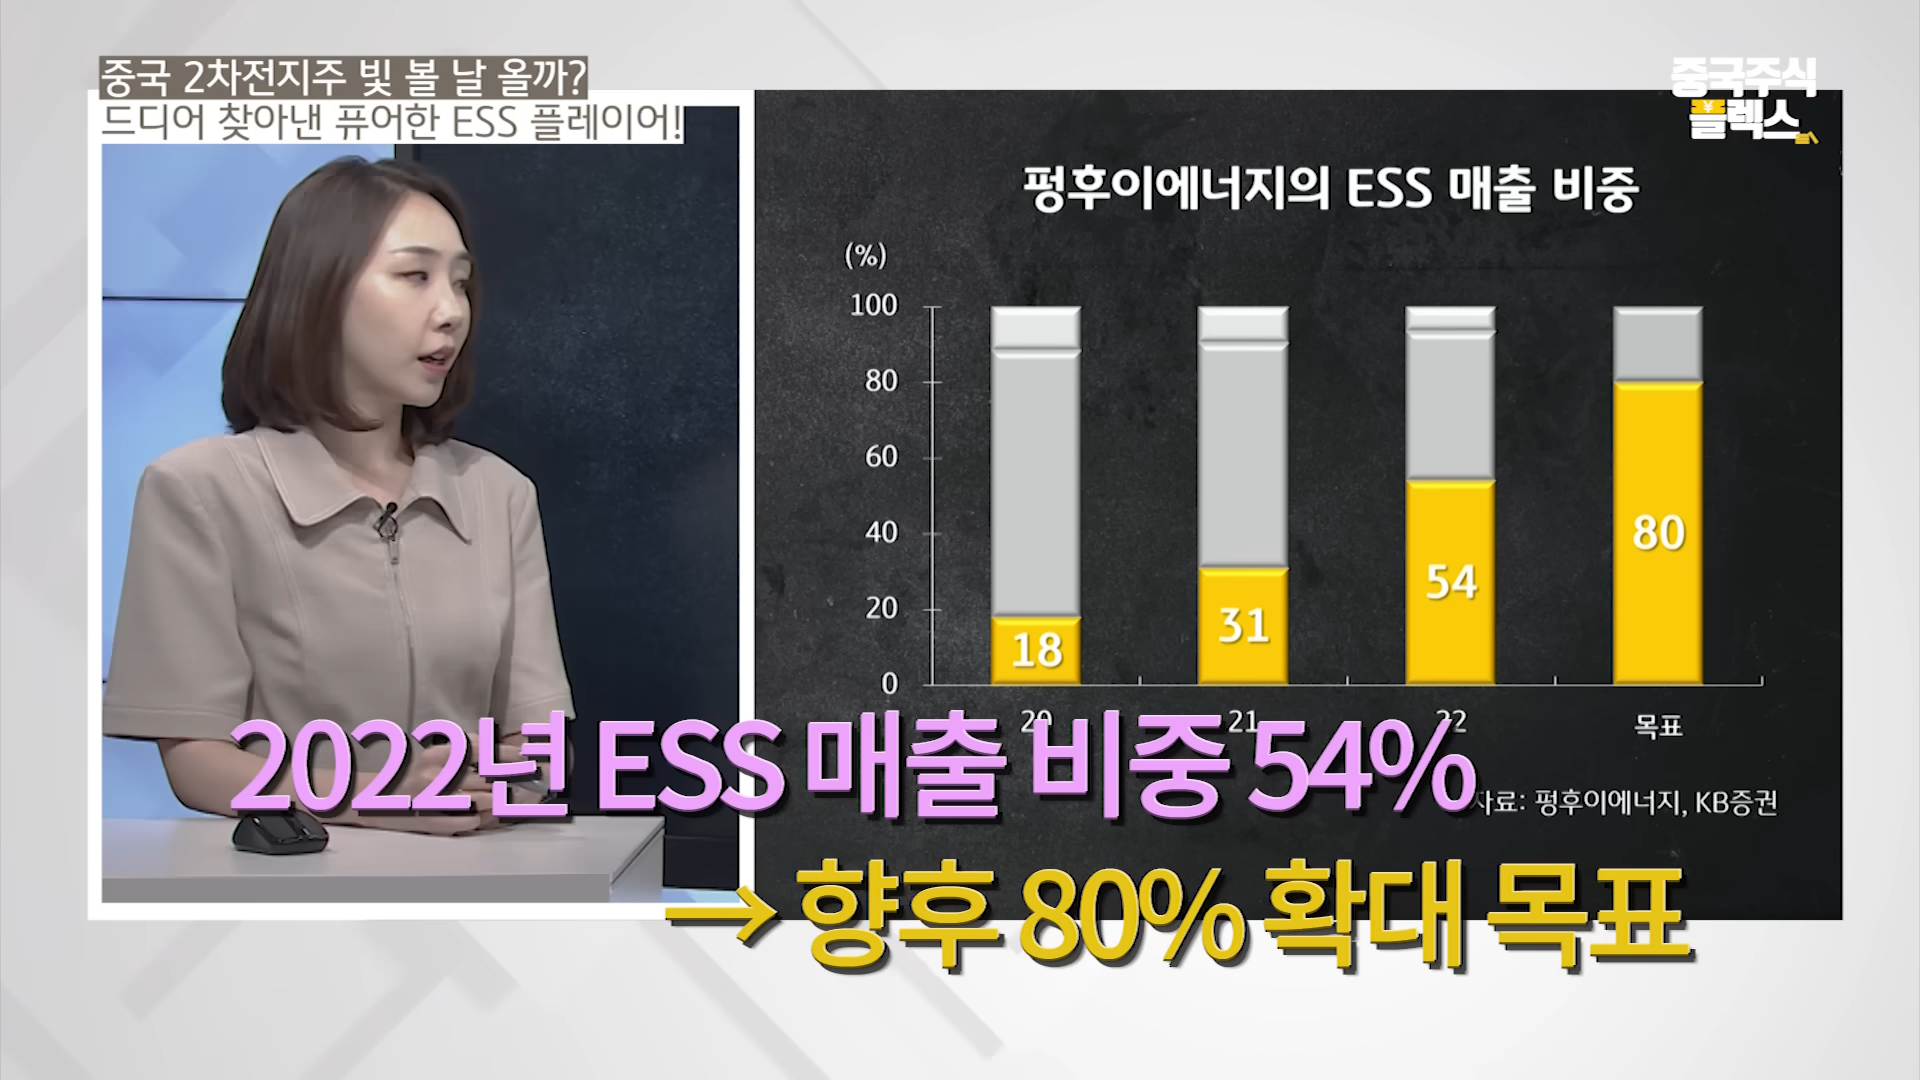 중국 2차전지주 빛 볼 날 올까?
드디어 찾아낸 퓨어한 ESS 플레이어!
중국주식
플렉스
펑후이에너지의 ESS 매출 비중
(%)
100
80
60
40
20
0
18
31
54
80
20
21
22
목표
자료: 펑후이에너지, KB증권
2022년 ESS 매출 비중 54%
→ 향후 80% 확대 목표